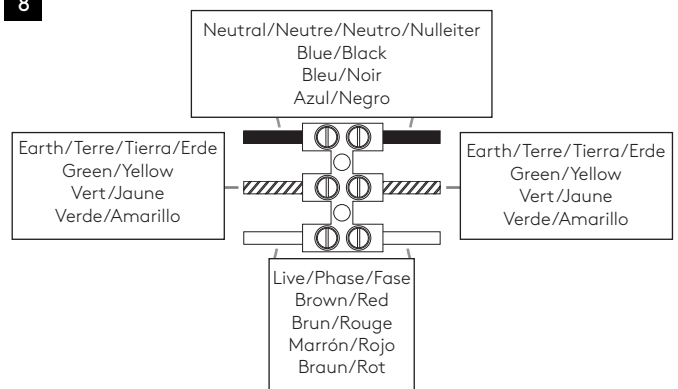 8
Neutral/Neutre/Neutro/Nulleiter
Blue/Black
Bleu/Noir
Azul/Negro
Earth/Terre/Tierra/Erde
Green/Yellow
Vert/Jaune
Verde/Amarillo
Earth/Terre/Tierra/Erde
Green/Yellow
Vert/Jaune
Verde/Amarillo
Live/Phase/Fase
Brown/Red
Brun/Rouge
Marrón/Rojo
Braun/Rot